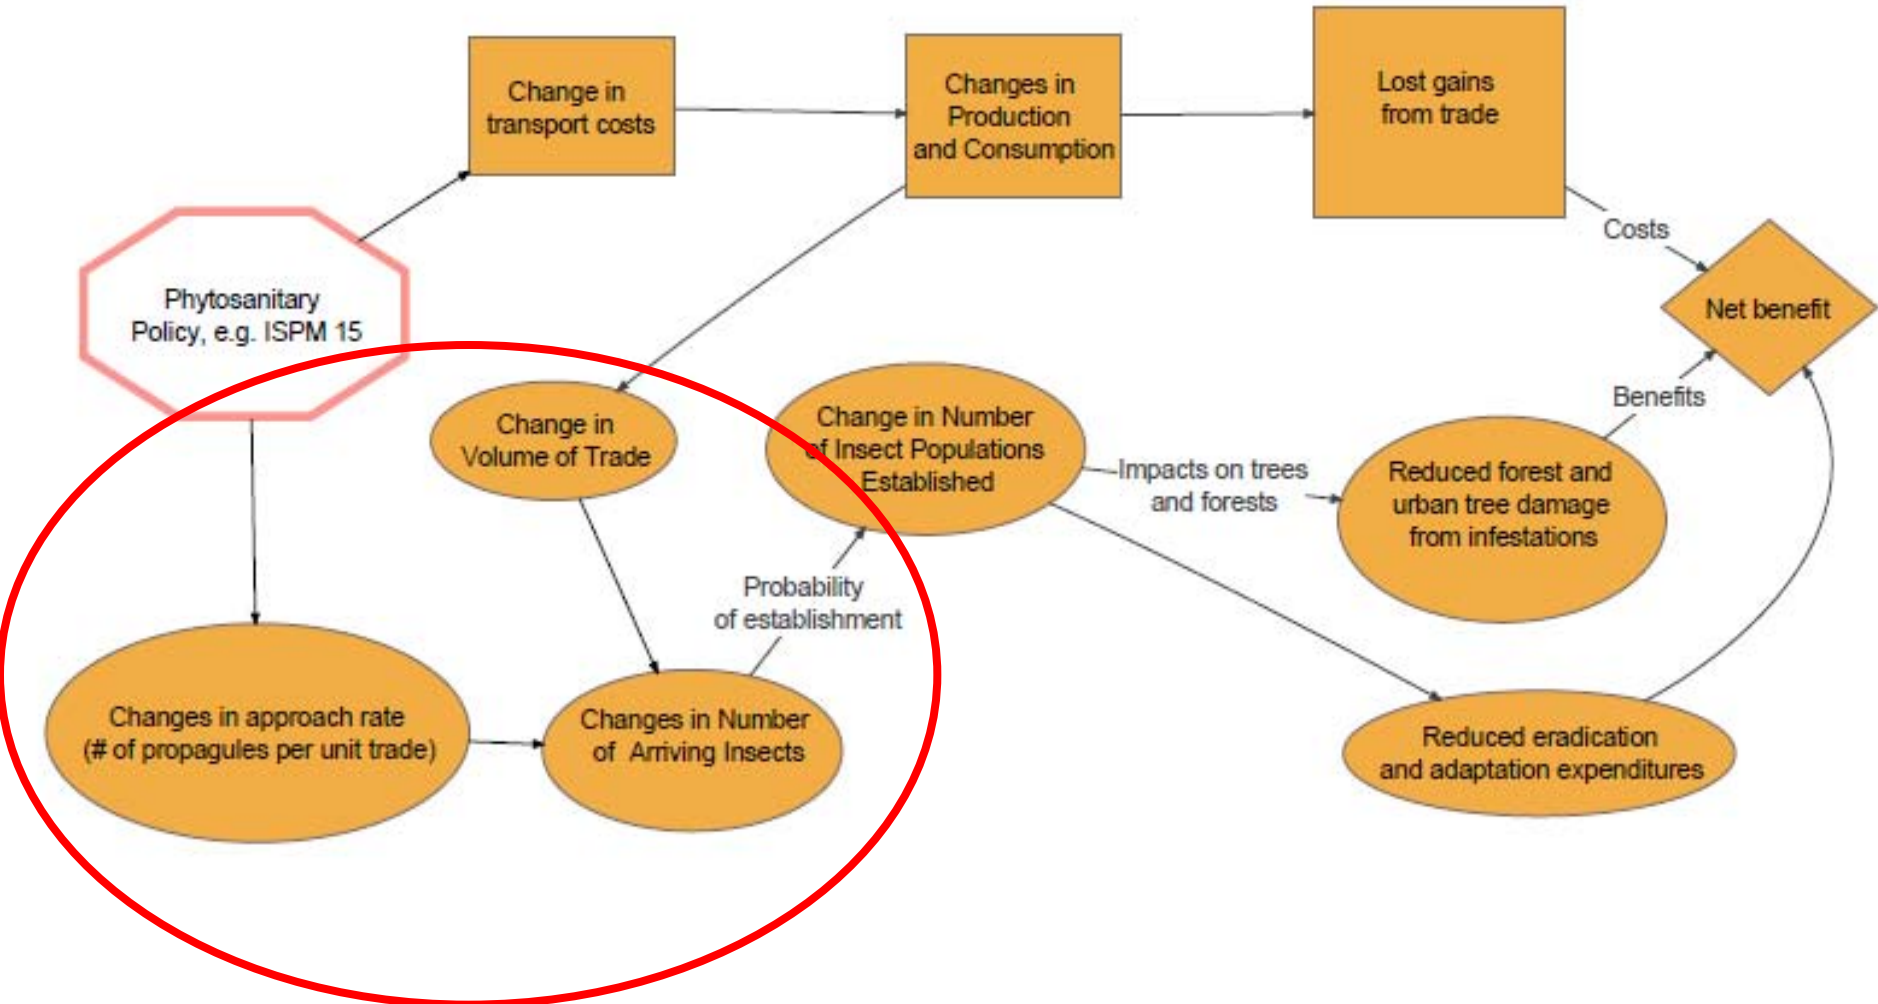 Change in
transport costs
Changes in
Production
and Consumption
Lost gains
from trade
Costs
Phytosanitary
Policy, e.g. ISPM 15
Net benefit
Benefits
Change in
Volume of Trade
Change in Number
of Insect Populations
Established
Impacts on trees
and forests
Reduced forest and
urban tree damage
from infestations
Probability
of establishment
Changes in approach rate
(# of propagules per unit trade)
Changes in Number
of Arriving Insects
Reduced eradication
and adaptation expenditures